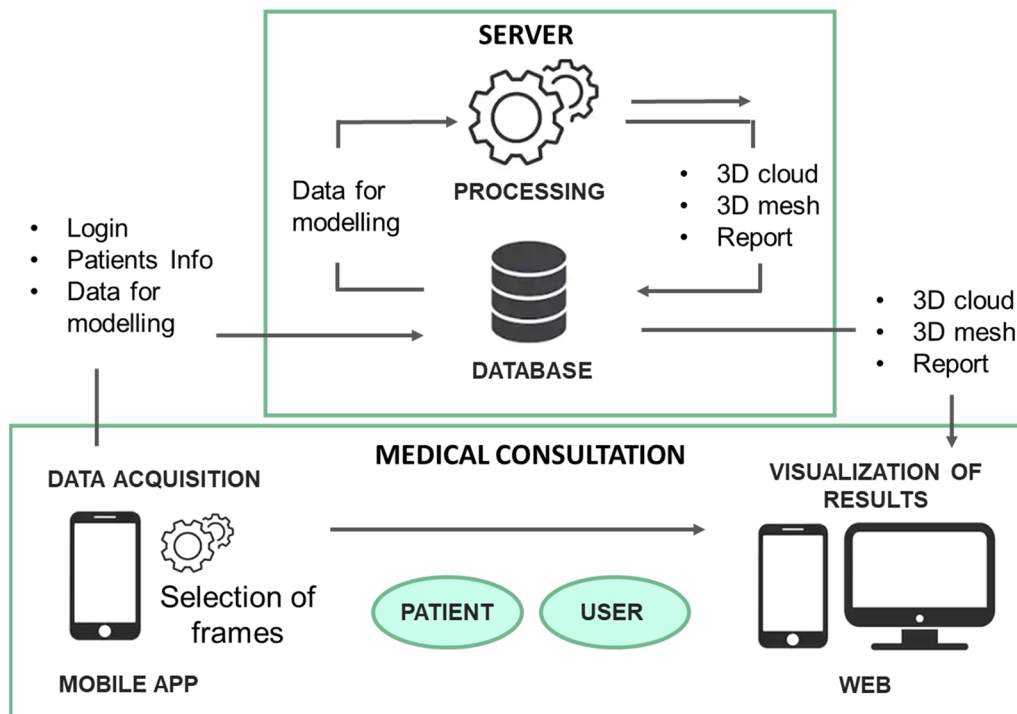 SERVER
PROCESSING
Data for
modelling
• 3D cloud
• 3D mesh
• Report
DATABASE
• Login
• Patients Info
• Data for
modelling
• 3D cloud
• 3D mesh
• Report
MEDICAL CONSULTATION
DATA ACQUISITION
Selection of
frames
MOBILE APP
PATIENT
USER
VISUALIZATION OF
RESULTS
WEB